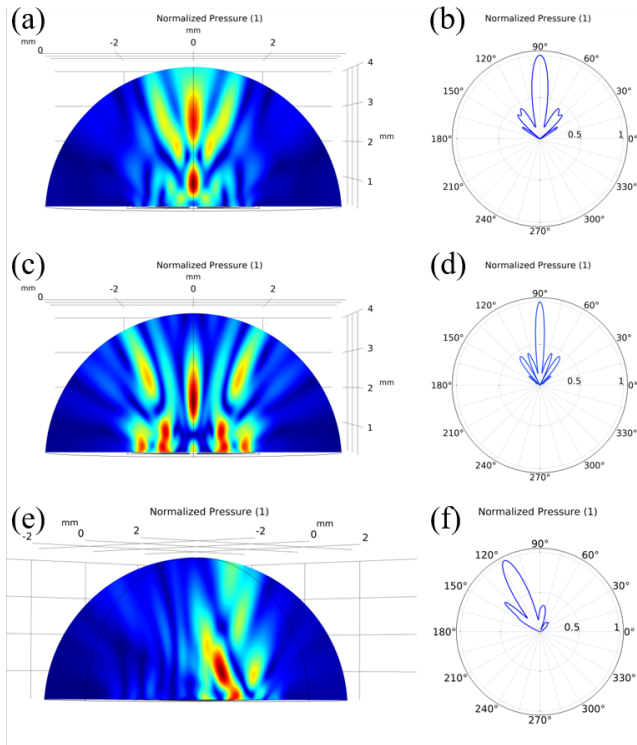 (a)
Normalized Pressure (1)
mm
mm
0 -2 0 2
4
3
2 mm
1
(b)
Normalized Pressure (1)
90°
120° 60°
150° 30°
180° 0.5 1 0°
210° 330°
240° 300°
270°
(c)
Normalized Pressure (1)
mm
mm
0 -2 0 2
4
3
2 mm
1
(d)
Normalized Pressure (1)
90°
120° 60°
150° 30°
180° 0.5 1 0°
210° 330°
240° 300°
270°
(e)
Normalized Pressure (1)
mm mm
-2 0 2 -2 0 2
(f)
Normalized Pressure (1)
90°
120° 60°
150° 30°
180° 0.5 1 0°
210° 330°
240° 300°
270°